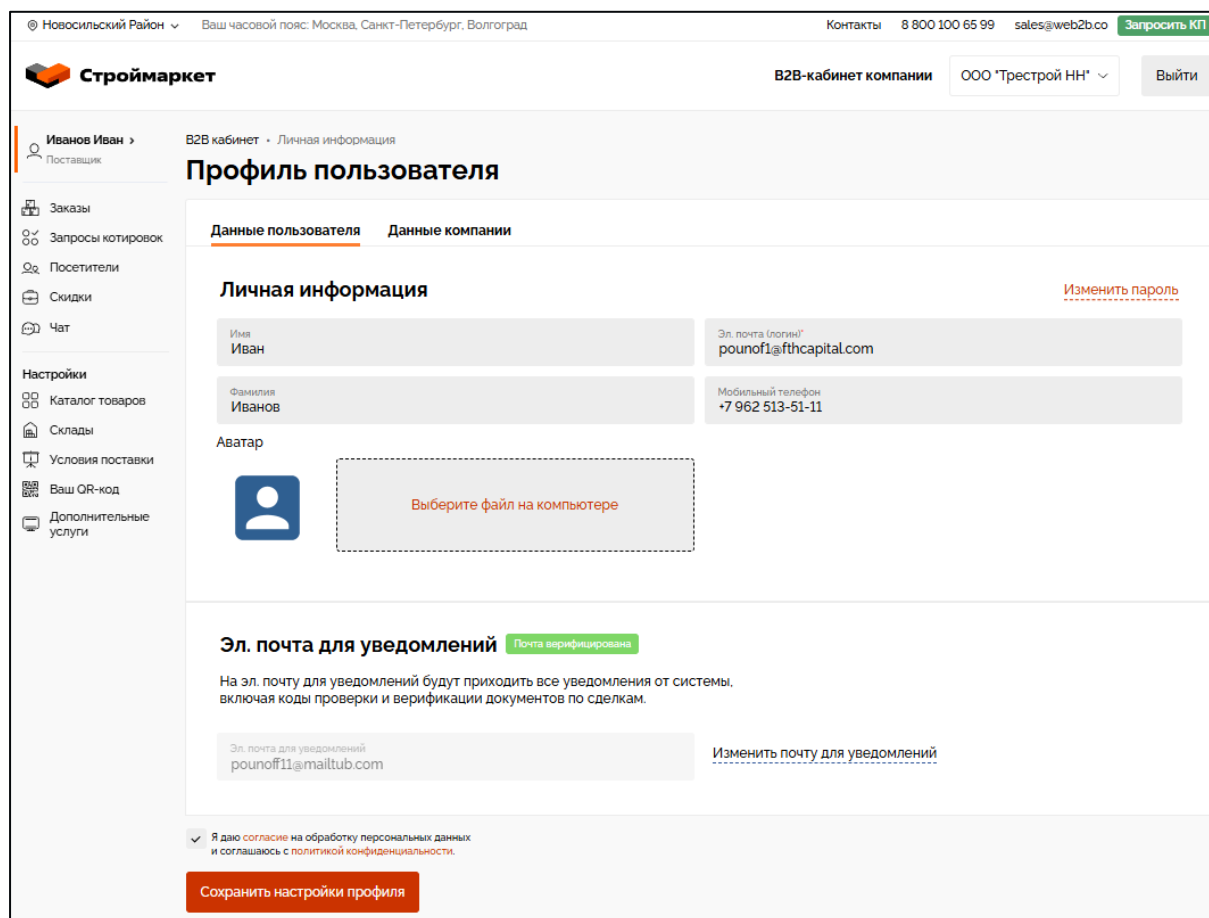 Новосильский Район
Ваш часовой пояс: Москва, Санкт-Петербург, Волгоград
Контакты
8 800 100 65 99
sales@web2b.co
Запросить КП
Строймаркет
B2B-кабинет компании
ООО "Трестрой НН"
Выйти
Иванов Иван ›
Поставщик
Заказы
Запросы котировок
Посетители
Скидки
Чат
Настройки
Каталог товаров
Склады
Условия поставки
Ваш QR-код
Дополнительные
услуги
B2B кабинет • Личная информация
Профиль пользователя
Данные пользователя
Данные компании
Личная информация
Изменить пароль
Имя
Иван
Эл. почта (логин)*
pounof1@fthcapital.com
Фамилия
Иванов
Мобильный телефон
+7 962 513-51-11
Аватар
Выберите файл на компьютере
Эл. почта для уведомлений
Почта верифицирована
На эл. почту для уведомлений будут приходить все уведомления от системы,
включая коды проверки и верификации документов по сделкам.
Эл. почта для уведомлений
pounoff11@mailtub.com
Изменить почту для уведомлений
Я даю согласие на обработку персональных данных
и соглашаюсь с политикой конфиденциальности.
Сохранить настройки профиля